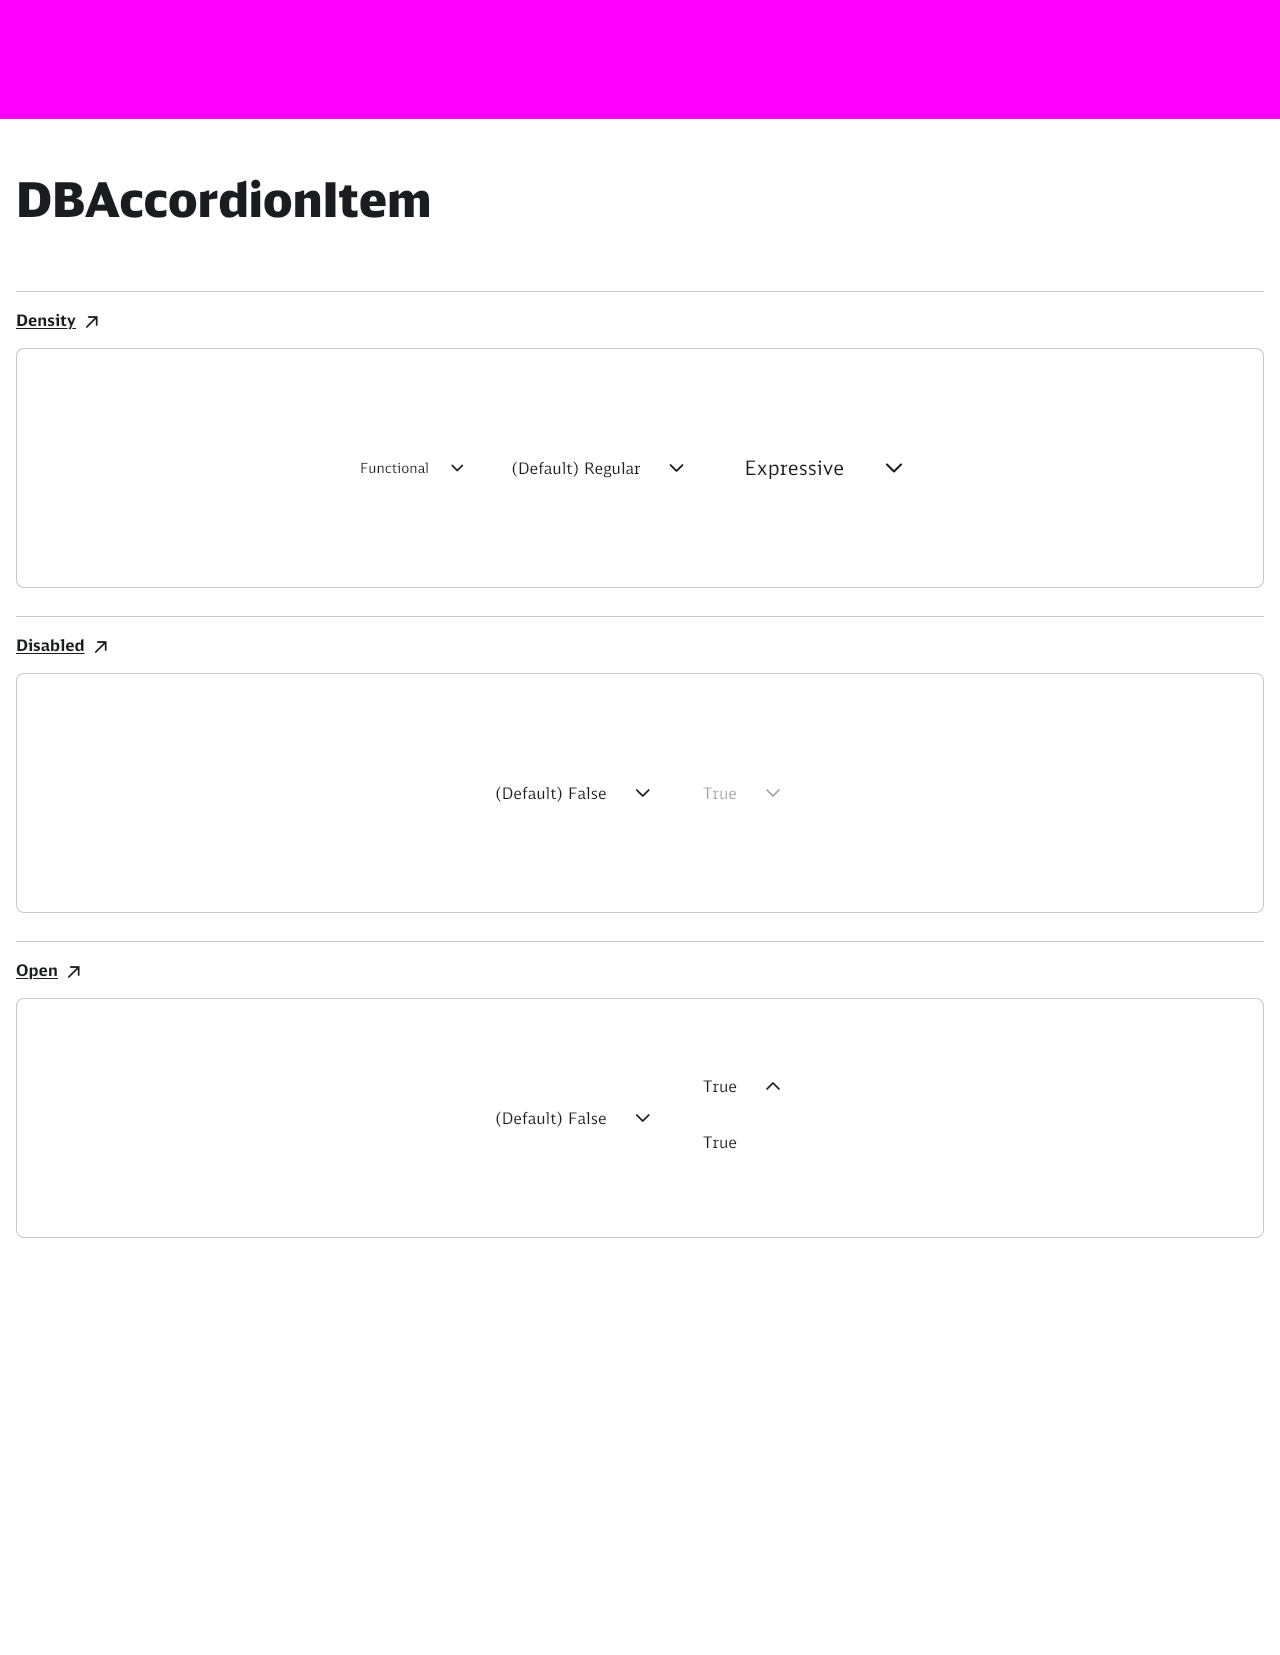 DBAccordionItem
Density
Functional
(Default) Regular
Expressive
Disabled
(Default) False
True
Open
(Default) False
True
True